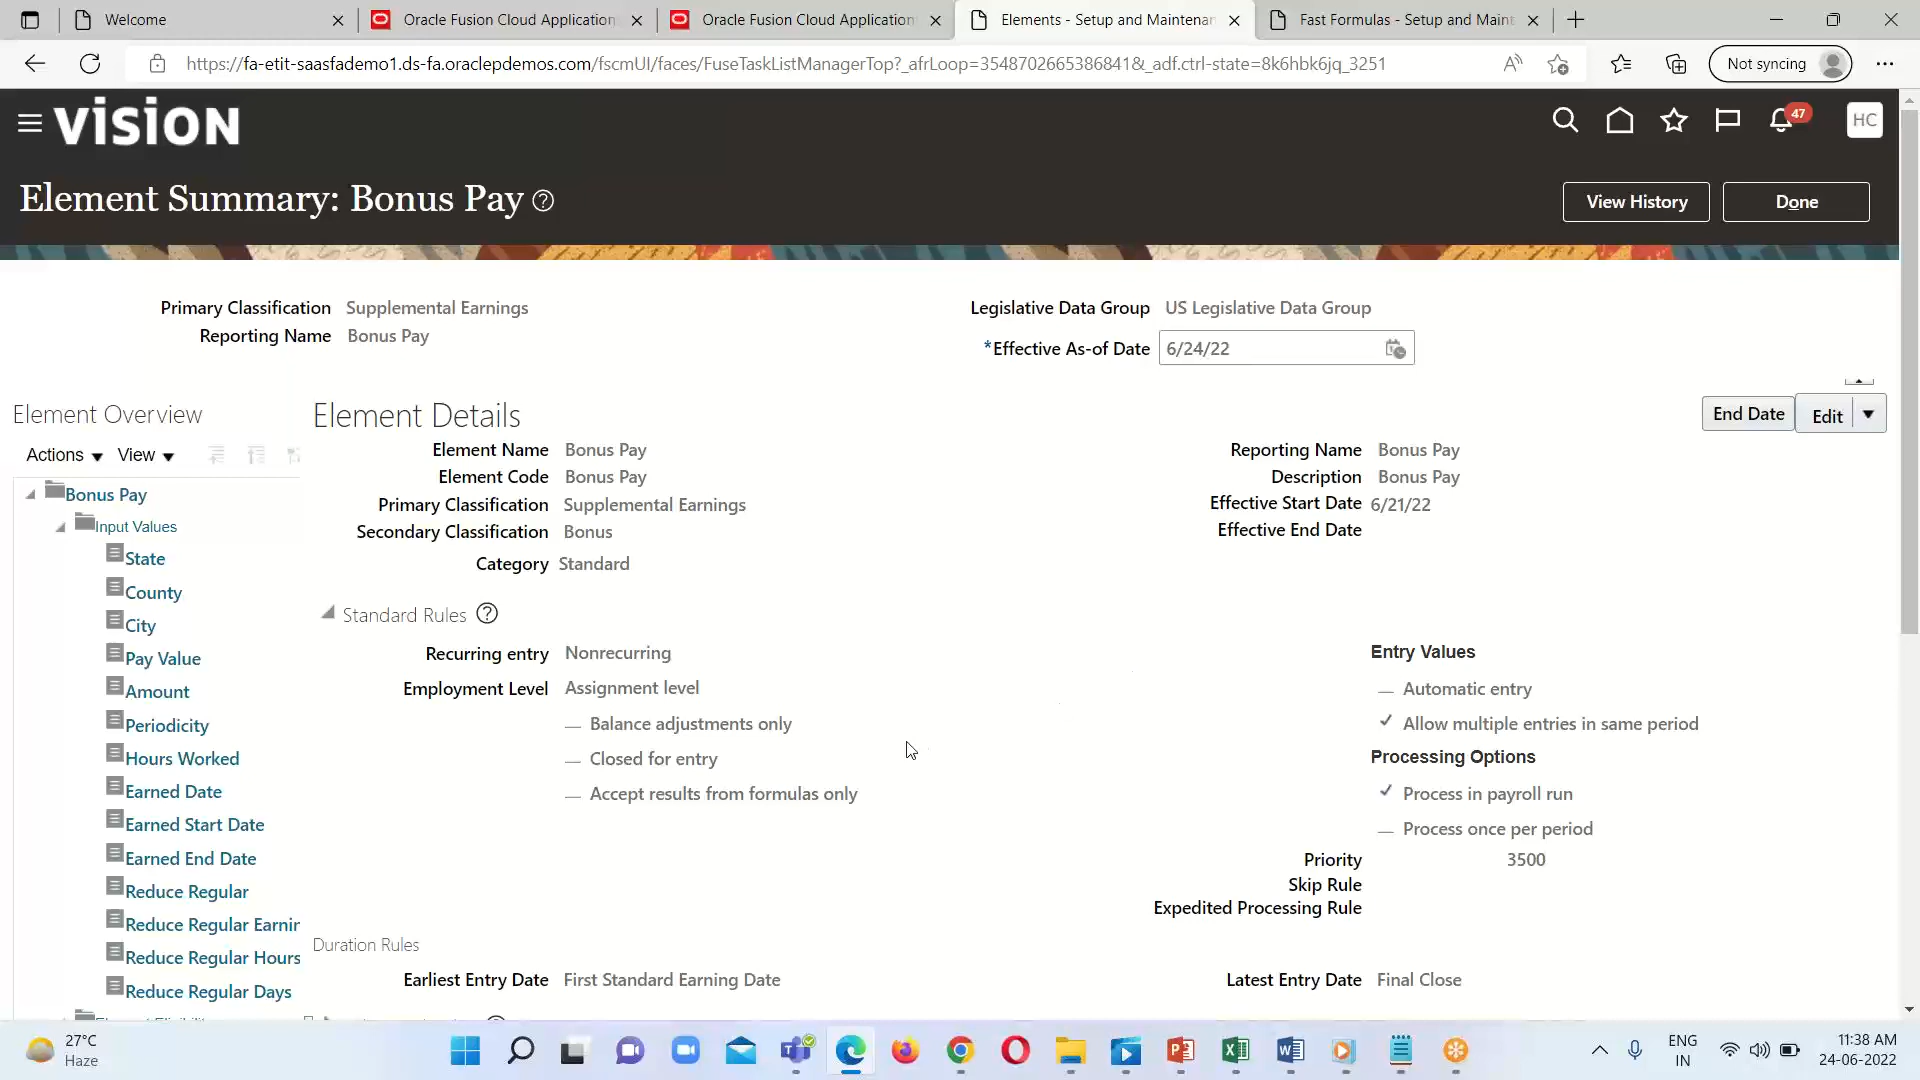 Welcome
Oracle Fusion Cloud Application
Oracle Fusion Cloud Application
Elements - Setup and Maintenan
Fast Formulas - Setup and Maint
https://fa-etit-saasfademo1.ds-fa.oraclepdemos.com/fscmUI/faces/FuseTaskListManagerTop?_afrLoop=3548702665386841&_adf.ctrl-state=8k6hbk6jq_3251
Not syncing
VISION
47
HC
Element Summary: Bonus Pay
View History
Done
Primary Classification Supplemental Earnings
Legislative Data Group US Legislative Data Group
Reporting Name Bonus Pay
*Effective As-of Date 6/24/22
Element Overview
Actions
View
Bonus Pay
Input Values
State
County
City
Pay Value
Amount
Periodicity
Hours Worked
Earned Date
Earned Start Date
Earned End Date
Reduce Regular
Reduce Regular Earnin
Reduce Regular Hours
Reduce Regular Days
Element Details
End Date
Edit
Element Name Bonus Pay
Reporting Name Bonus Pay
Element Code Bonus Pay
Description Bonus Pay
Primary Classification Supplemental Earnings
Effective Start Date 6/21/22
Secondary Classification Bonus
Effective End Date
Category Standard
Standard Rules
Recurring entry Nonrecurring
Employment Level Assignment level
Balance adjustments only
Closed for entry
Accept results from formulas only
Entry Values
Automatic entry
Allow multiple entries in same period
Processing Options
Process in payroll run
Process once per period
Priority 3500
Skip Rule
Expedited Processing Rule
Duration Rules
Earliest Entry Date First Standard Earning Date
Latest Entry Date Final Close
27°C
Haze
ENG
IN
11:38 AM
24-06-2022